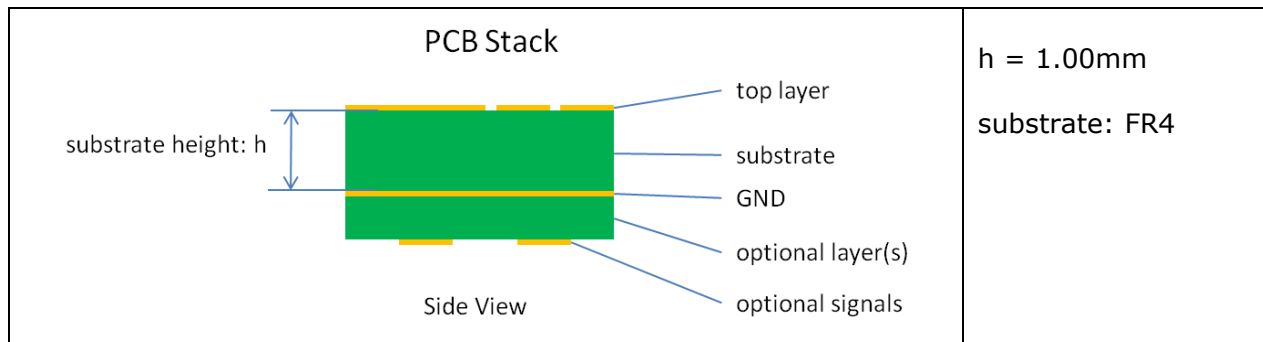 PCB Stack
top layer
substrate height: h
substrate
GND
optional layer(s)
optional signals
Side View
h = 1.00mm
substrate: FR4